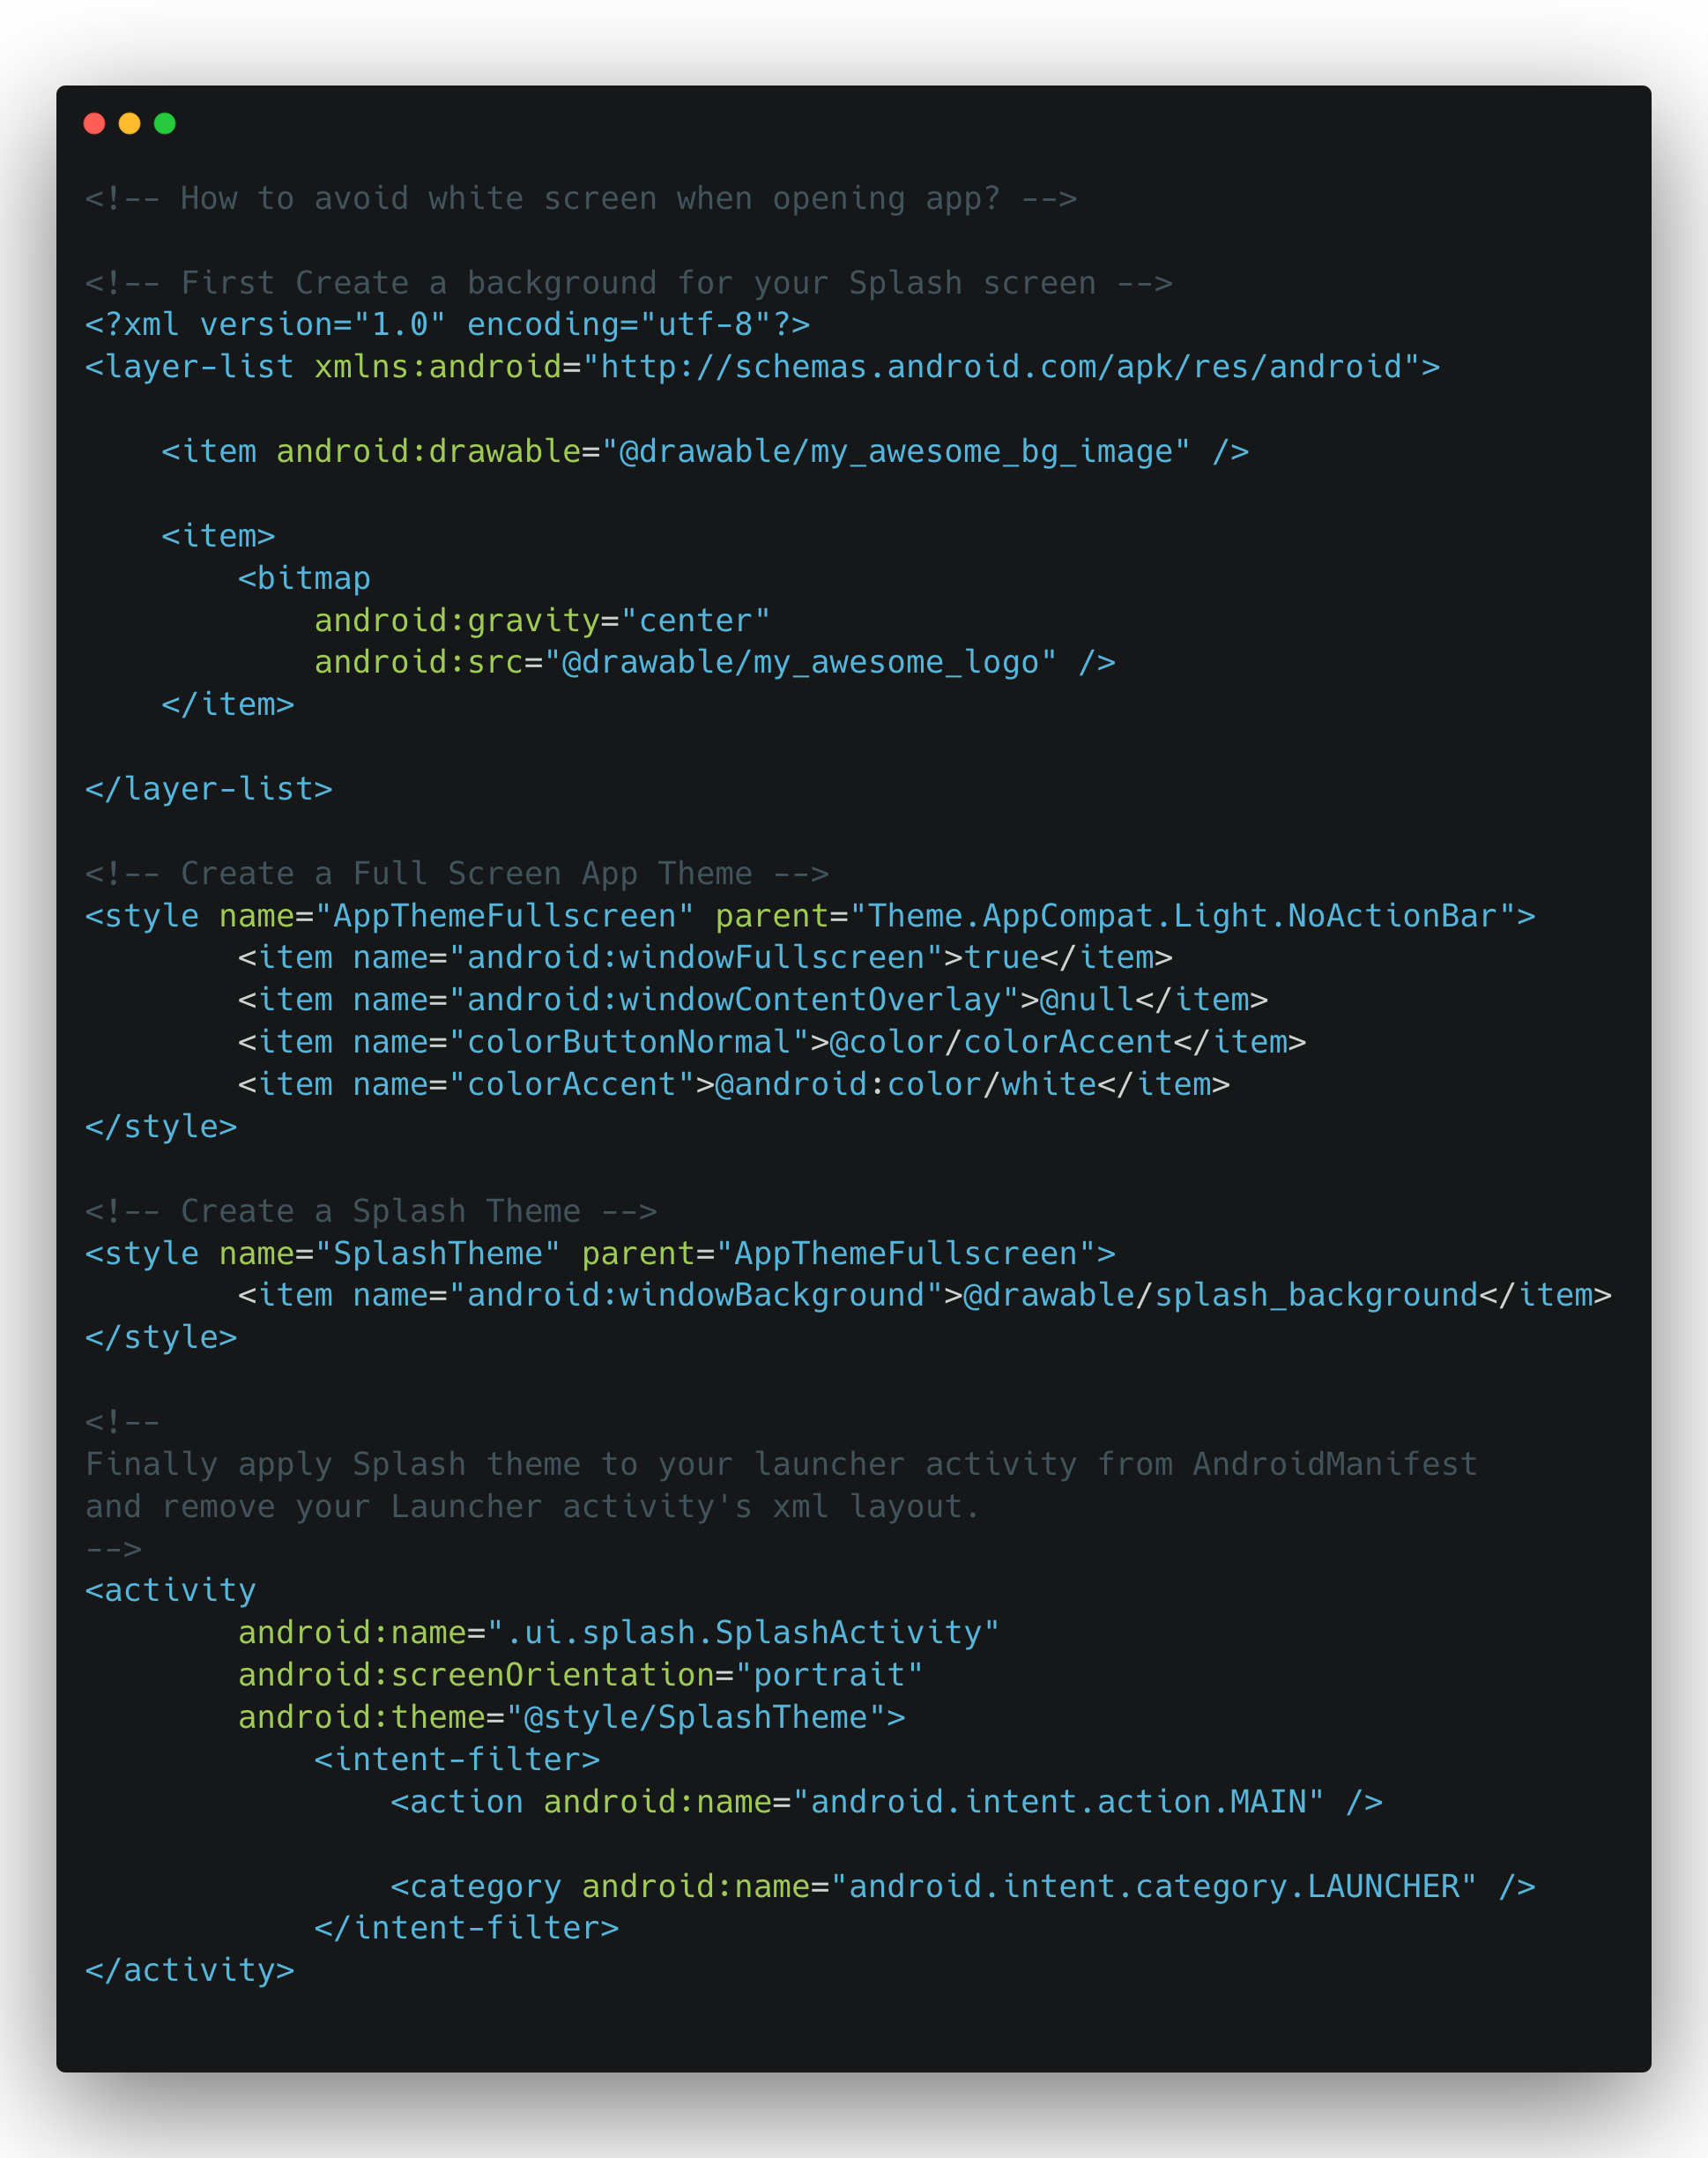 <!-- How to avoid white screen when opening app? -->
<!-- First Create a background for your Splash screen -->
<?xml version="1.0" encoding="utf-8"?>
<layer-list xmlns:android="http://schemas.android.com/apk/res/android">
    <item android:drawable="@drawable/my_awesome_bg_image" />
    <item>
        <bitmap
            android:gravity="center"
            android:src="@drawable/my_awesome_logo" />
    </item>
</layer-list>
<!-- Create a Full Screen App Theme -->
<style name="AppThemeFullscreen" parent="Theme.AppCompat.Light.NoActionBar">
        <item name="android:windowFullscreen">true</item>
        <item name="android:windowContentOverlay">@null</item>
        <item name="colorButtonNormal">@color/colorAccent</item>
        <item name="colorAccent">@android:color/white</item>
</style>
<!-- Create a Splash Theme -->
<style name="SplashTheme" parent="AppThemeFullscreen">
        <item name="android:windowBackground">@drawable/splash_background</item>
</style>
<!--
Finally apply Splash theme to your launcher activity from AndroidManifest
and remove your Launcher activity's xml layout.
-->
<activity
        android:name=".ui.splash.SplashActivity"
        android:screenOrientation="portrait"
        android:theme="@style/SplashTheme">
            <intent-filter>
                <action android:name="android.intent.action.MAIN" />
                <category android:name="android.intent.category.LAUNCHER" />
            </intent-filter>
</activity>